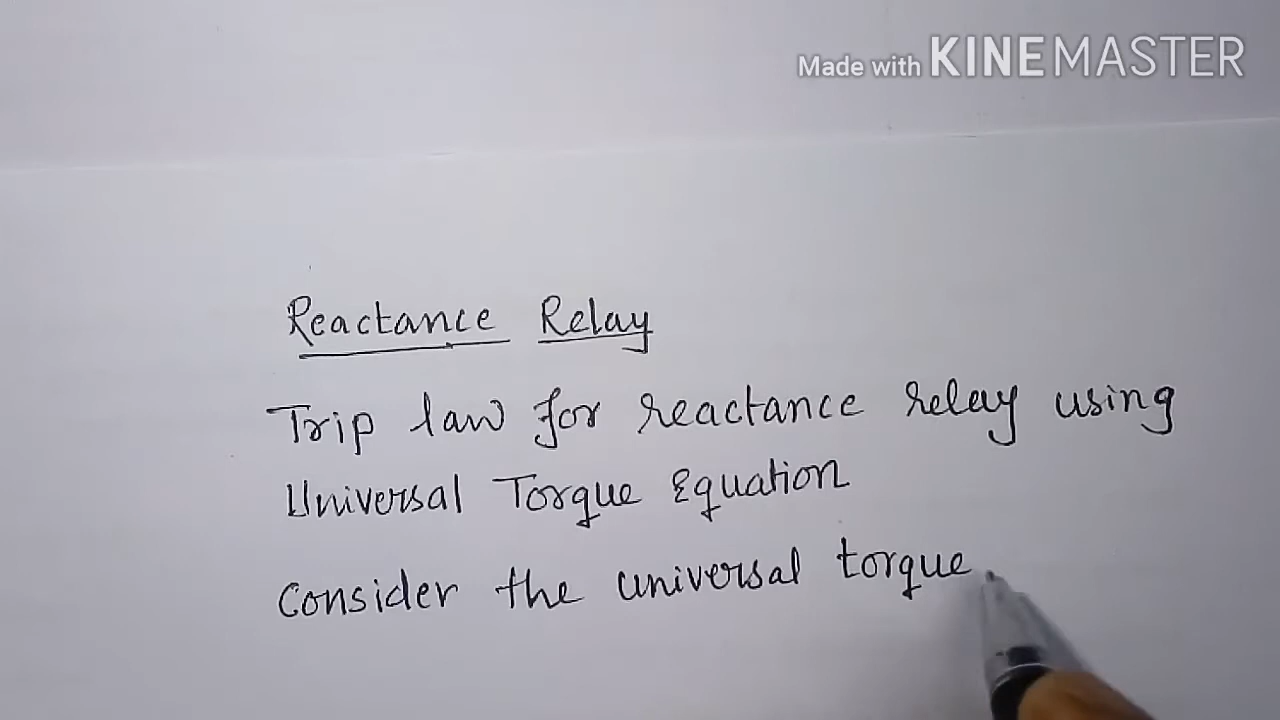 Made with KINEMASTER
Reactance Relay
Trip law for reactance relay using
Universal Torque Equation
Consider the universal torque